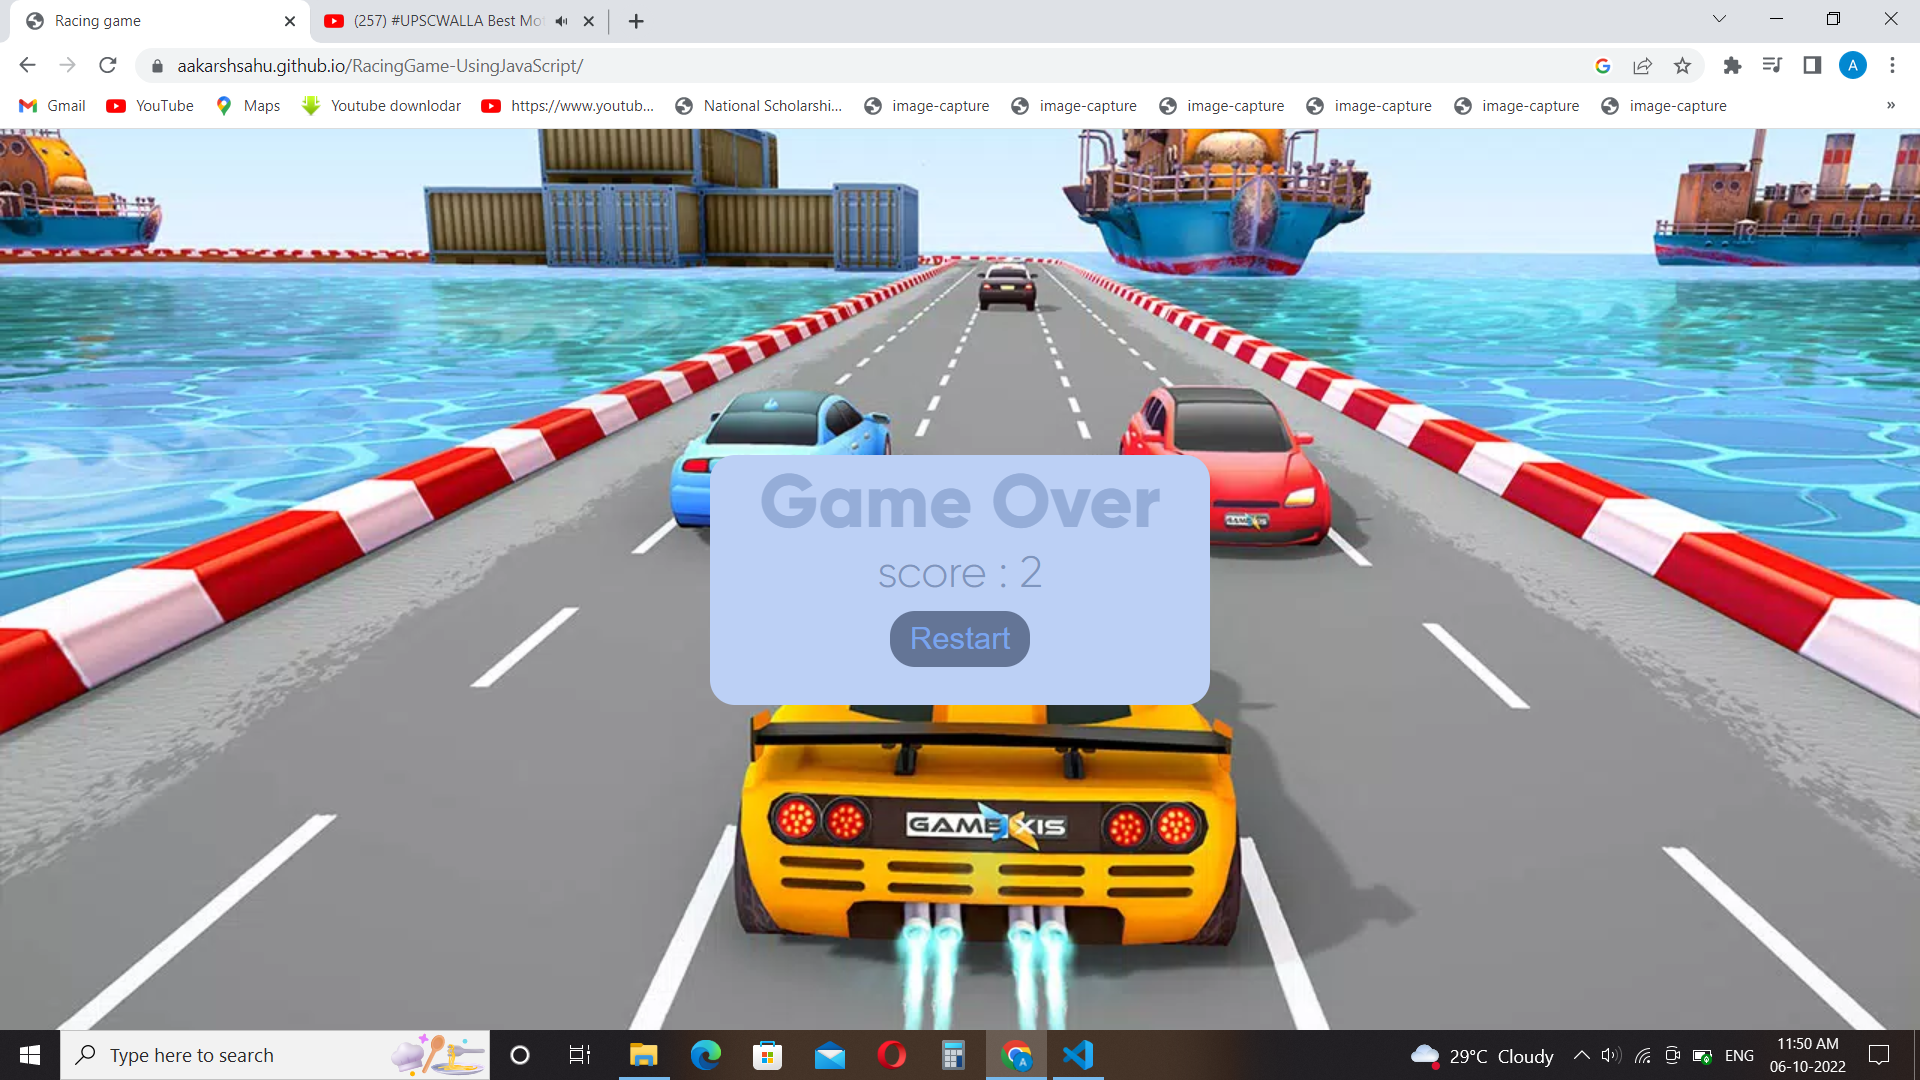 Racing game
(257) #UPSCWALLA Best Mo
aakarshsahu.github.io/RacingGame-UsingJavaScript/
A
Gmail
YouTube
Maps
Youtube downlodar
https://www.youtub...
National Scholarshi...
image-capture
image-capture
image-capture
image-capture
image-capture
image-capture
»
Game Over
GAMEXIS
score : 2
Restart
GAMEXIS
Type here to search
A
29°C Cloudy
ENG
11:50 AM
06-10-2022